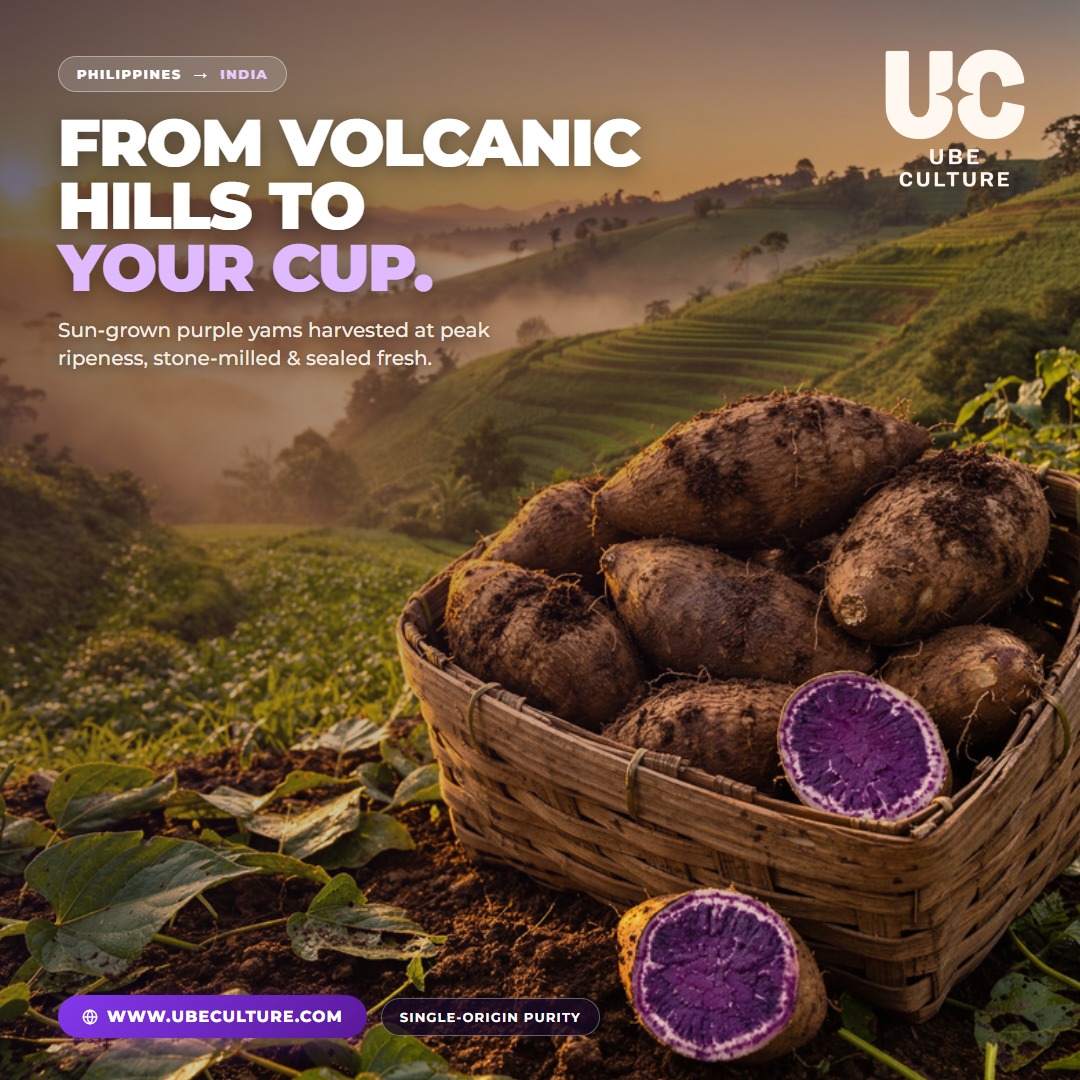 PHILIPPINES → INDIA
UC
UBE
CULTURE
FROM VOLCANIC
HILLS TO
YOUR CUP.
Sun-grown purple yams harvested at peak
ripeness, stone-milled & sealed fresh.
WWW.UBECULTURE.COM
SINGLE-ORIGIN PURITY